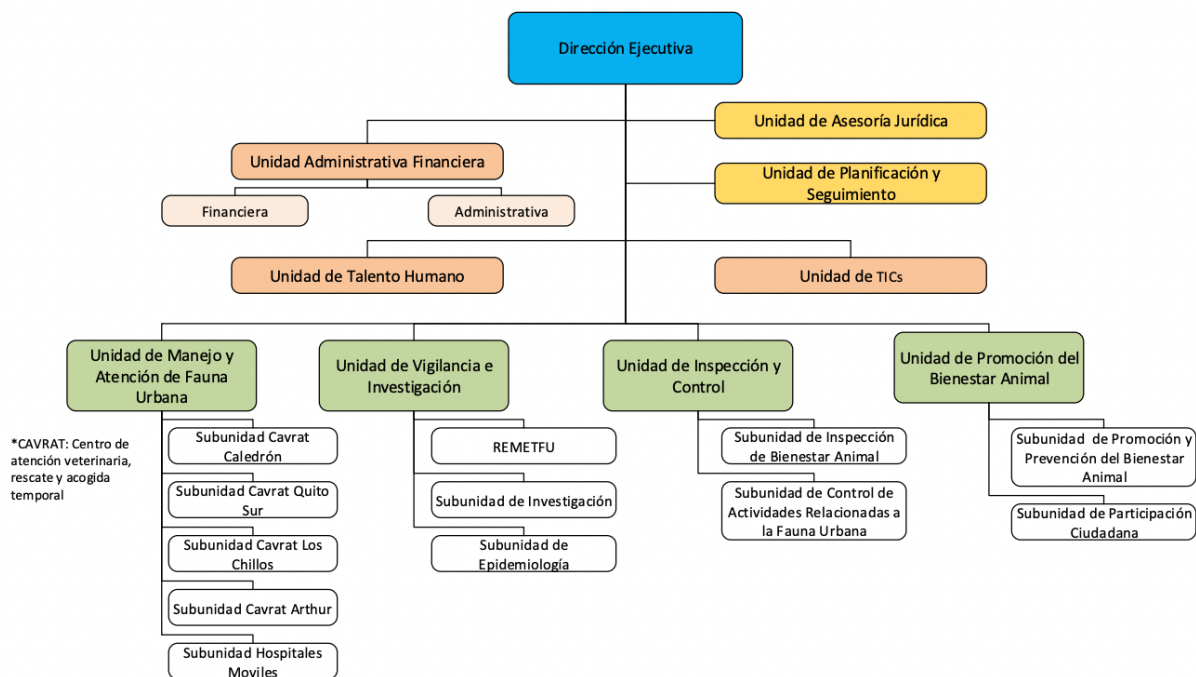 Dirección Ejecutiva
Unidad de Asesoría Jurídica
Unidad Administrativa Financiera
Unidad de Planificación y
Seguimiento
Financiera
Administrativa
Unidad de Talento Humano
Unidad de TICs
Unidad de Manejo y
Atención de Fauna
Urbana
Unidad de Vigilancia e
Investigación
Unidad de Inspección y
Control
Unidad de Promoción del
Bienestar Animal
*CAVRAT: Centro de
atención veterinaria,
rescate y acogida
temporal
Subunidad Cavrat
Caledrón
Subunidad Cavrat Quito
Sur
Subunidad Cavrat Los
Chillos
Subunidad Cavrat Arthur
Subunidad Hospitales
Moviles
REMETFU
Subunidad de Investigación
Subunidad de
Epidemiología
Subunidad de Inspección
de Bienestar Animal
Subunidad de Control de
Actividades Relacionadas a
la Fauna Urbana
Subunidad de Promoción y
Prevención del Bienestar
Animal
Subunidad de Participación
Ciudadana